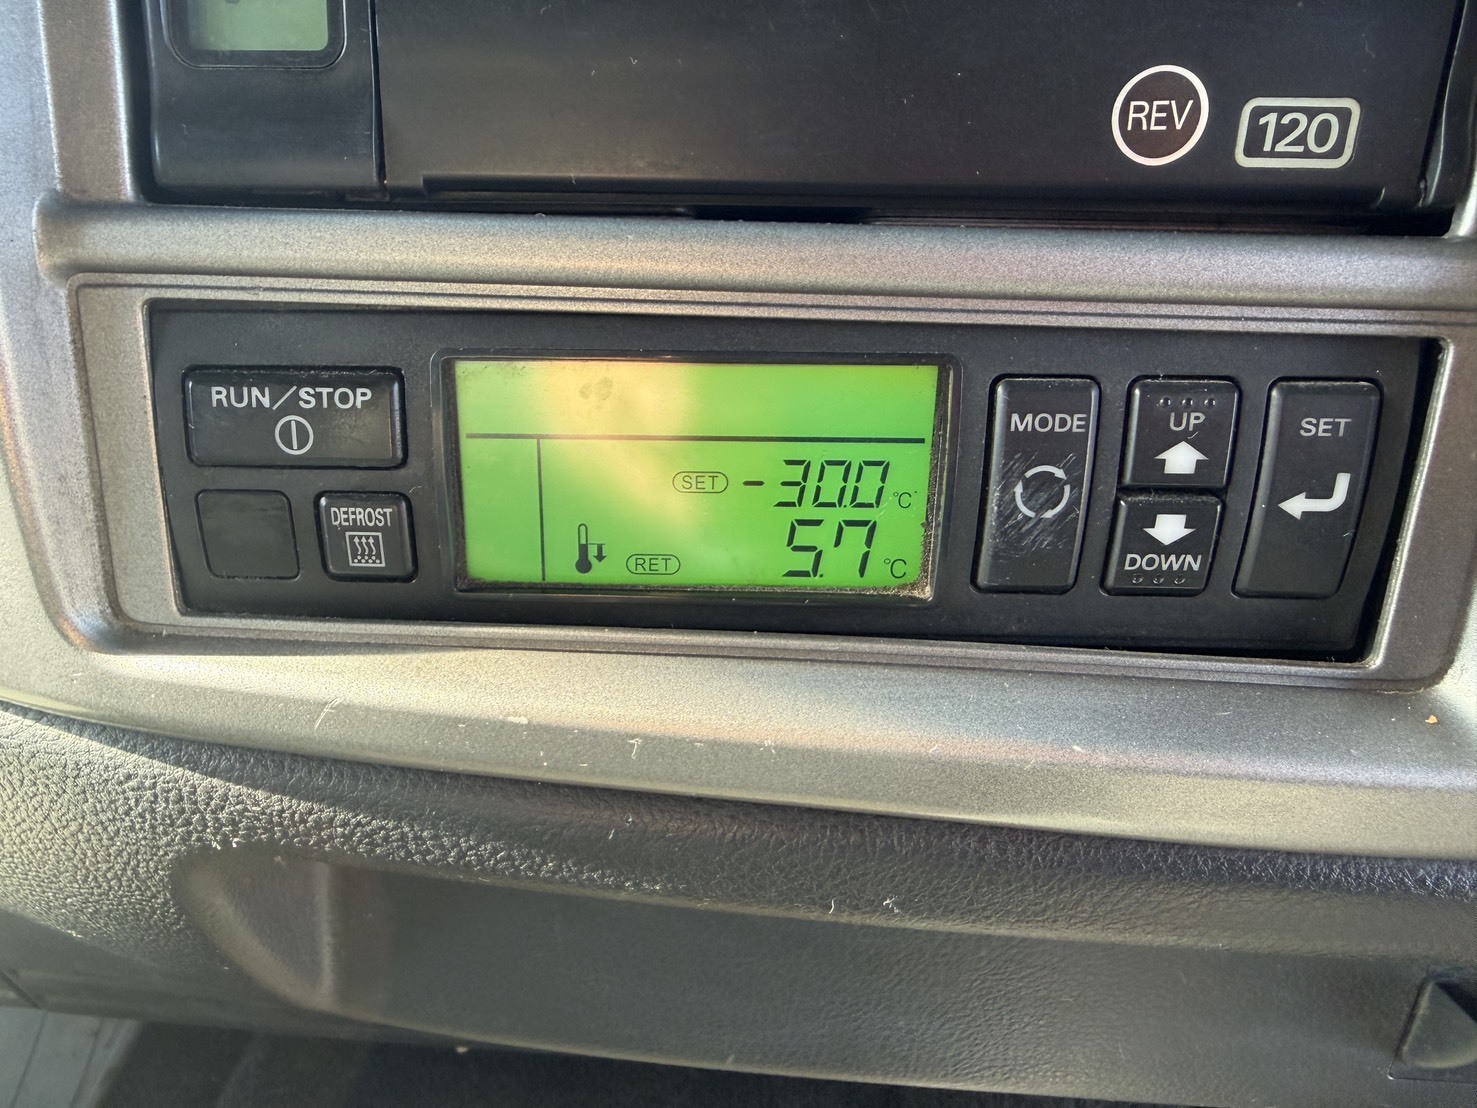 REV 120
RUN/STOP
DEFROST
SET -30.0 °C
RET 5.7 °C
MODE
UP
DOWN
SET